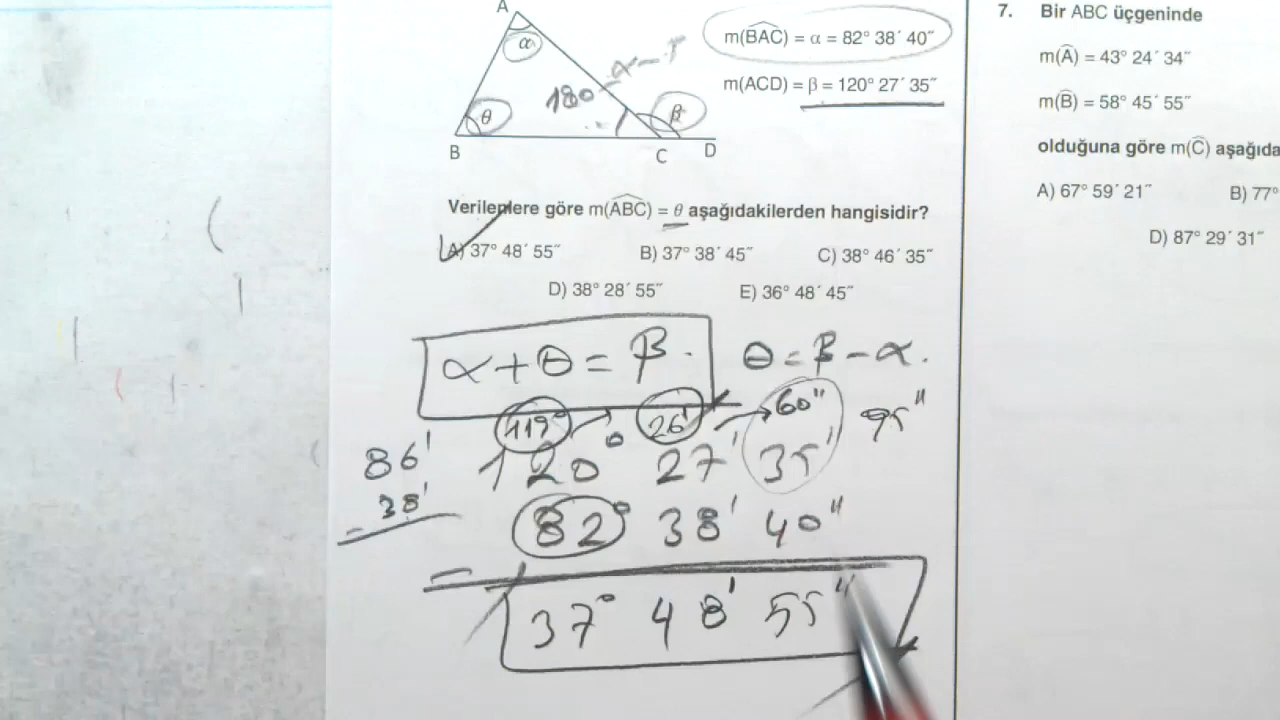 A
α
m(BAC) = α = 82° 38′ 40″
180 - α - β
m(ACD) = β = 120° 27′ 35″
θ
β
B
C
D
Verilenlere göre m(ABC) = θ aşağıdakilerden hangisidir?
A) 37° 48′ 55″
B) 37° 38′ 45″
C) 38° 46′ 35″
D) 38° 28′ 55″
E) 36° 48′ 45″
α + θ = β.
θ = β - α.
119° 26′ 60″ 95″
86′
- 38′
120° 27′ 35′
82° 38′ 40″
-
37° 48′ 55″
7. Bir ABC üçgeninde
m(A) = 43° 24′ 34″
m(B) = 58° 45′ 55″
olduğuna göre m(C) aşağıda
A) 67° 59′ 21″
B) 77°
D) 87° 29′ 31″